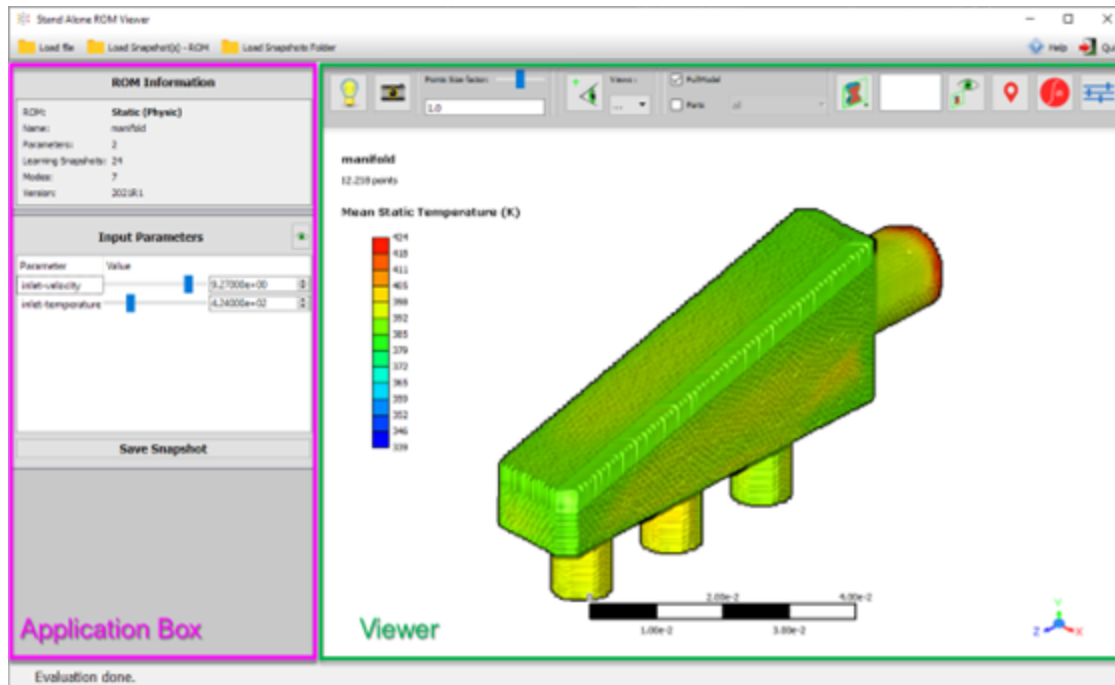 Stand Alone ROM Viewer
Load file Load Snapshot(s) - ROM Load Snapshots Folder Help Qui
ROM Information
ROM: Static (Physic)
Name: manifold
Parameters: 2
Learning Snapshots: 24
Modes: 7
Version: 2021R1
Input Parameters
Parameter Value
inlet-velocity 9.27000e+00
inlet-temperature 4.24000e+02
Save Snapshot
Application Box
Points Size factor:
1.0
Views:
...
FullModel
Parts all
manifold
12.218 points
Mean Static Temperature (K)
424
418
411
405
398
392
385
379
372
365
359
352
346
339
0 2.00e-2 4.00e-2
1.00e-2 3.00e-2
Y
Z X
Viewer
Evaluation done.